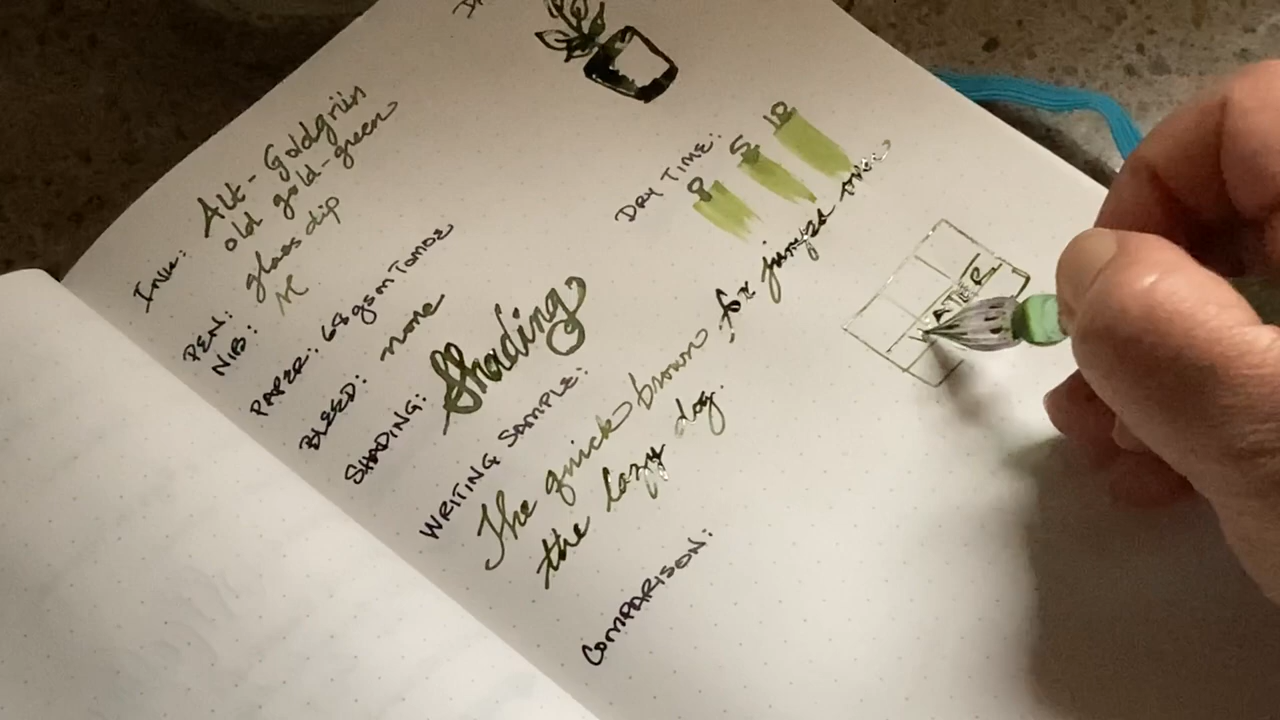 Ink: Alt-Goldgrün
old gold-green
PEN: glass dip
NIB: M
PAPER: 68gsm Tomoe
BLEED: none
SHADING: Shading
WRITING SAMPLE:
The quick brown fox jumped over
the lazy dog.
COMPARISON:
DRY TIME:
5 10
WATER